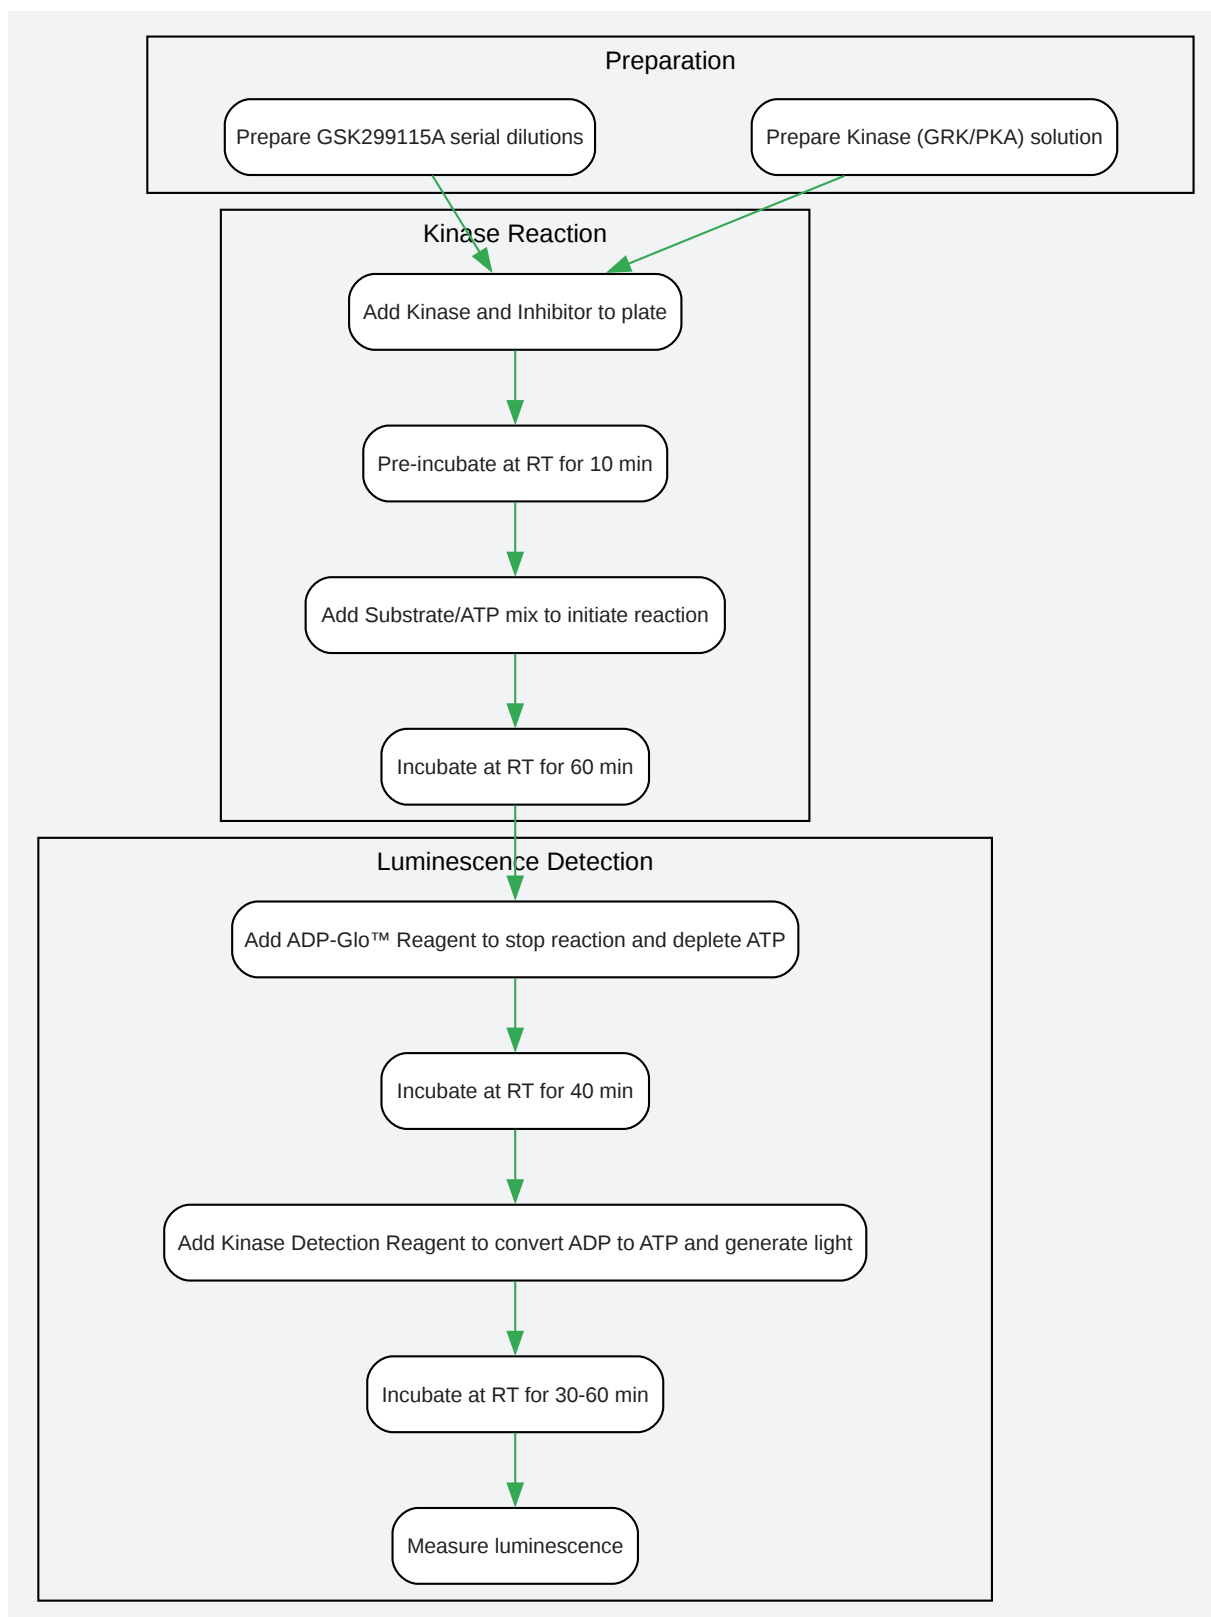 Preparation
Prepare GSK299115A serial dilutions
Prepare Kinase (GRK/PKA) solution
Kinase Reaction
Add Kinase and Inhibitor to plate
Pre-incubate at RT for 10 min
Add Substrate/ATP mix to initiate reaction
Incubate at RT for 60 min
Luminescence Detection
Add ADP-Glo™ Reagent to stop reaction and deplete ATP
Incubate at RT for 40 min
Add Kinase Detection Reagent to convert ADP to ATP and generate light
Incubate at RT for 30-60 min
Measure luminescence